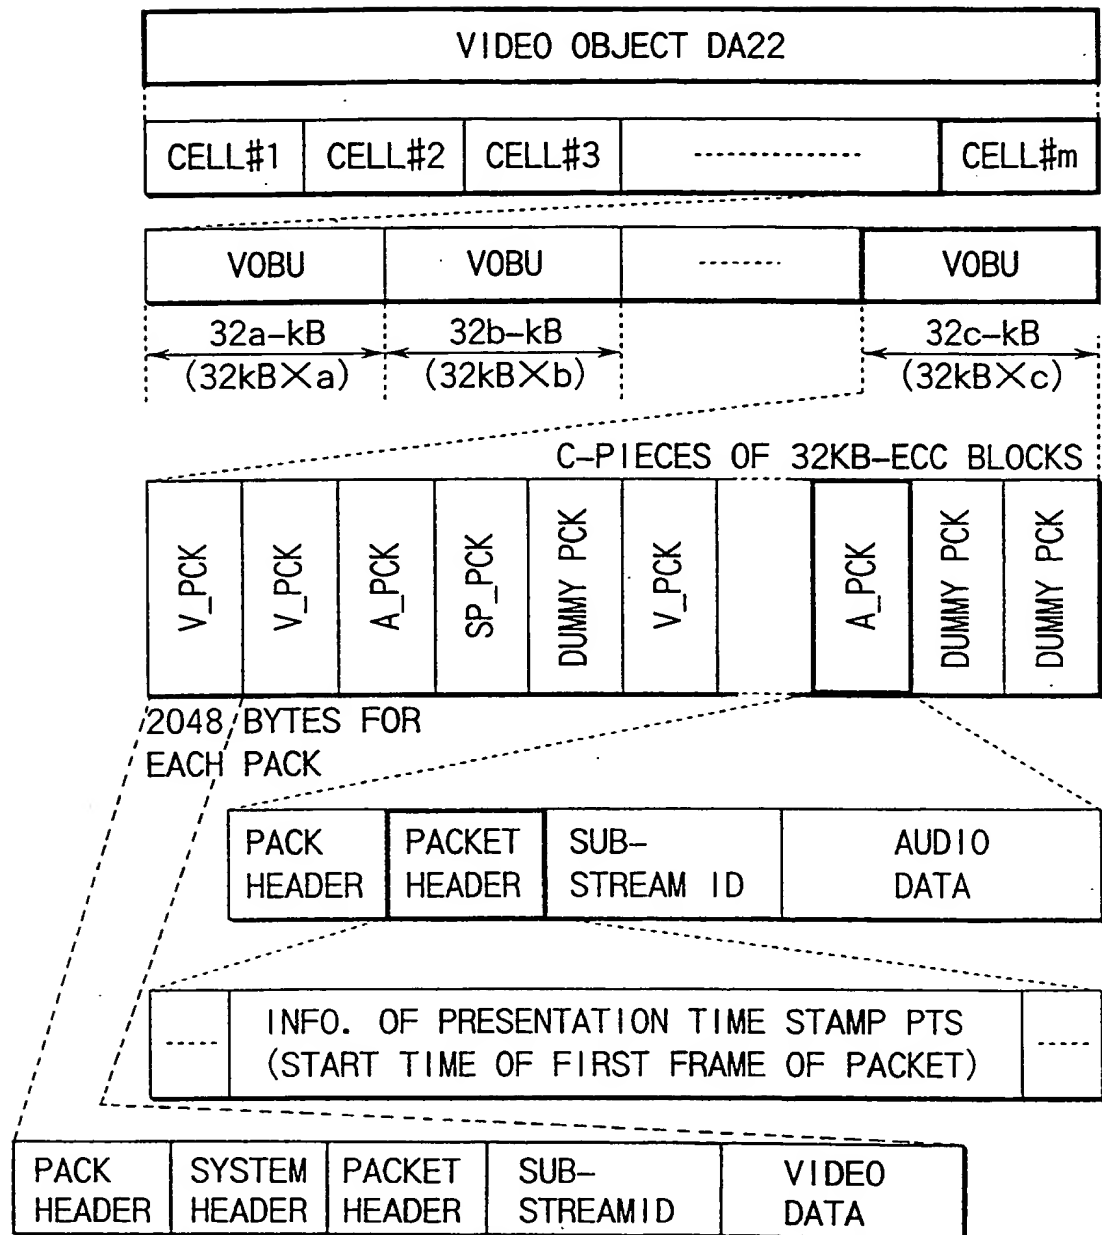 VIDEO OBJECT DA22
CELL#1 CELL#2 CELL#3 ---------- CELL#m
VOBU VOBU ------ VOBU
32a-kB 32b-kB 32c-kB
(32kB×a) (32kB×b) (32kB×c)
C-PIECES OF 32KB-ECC BLOCKS
V_PCK V_PCK A_PCK SP_PCK DUMMY PCK V_PCK A_PCK DUMMY PCK DUMMY PCK
2048 BYTES FOR
EACH PACK
PACK PACKET SUB- AUDIO
HEADER HEADER STREAM ID DATA
INFO. OF PRESENTATION TIME STAMP PTS
----- (START TIME OF FIRST FRAME OF PACKET) ----
PACK SYSTEM PACKET SUB- VIDEO
HEADER HEADER HEADER STREAMID DATA